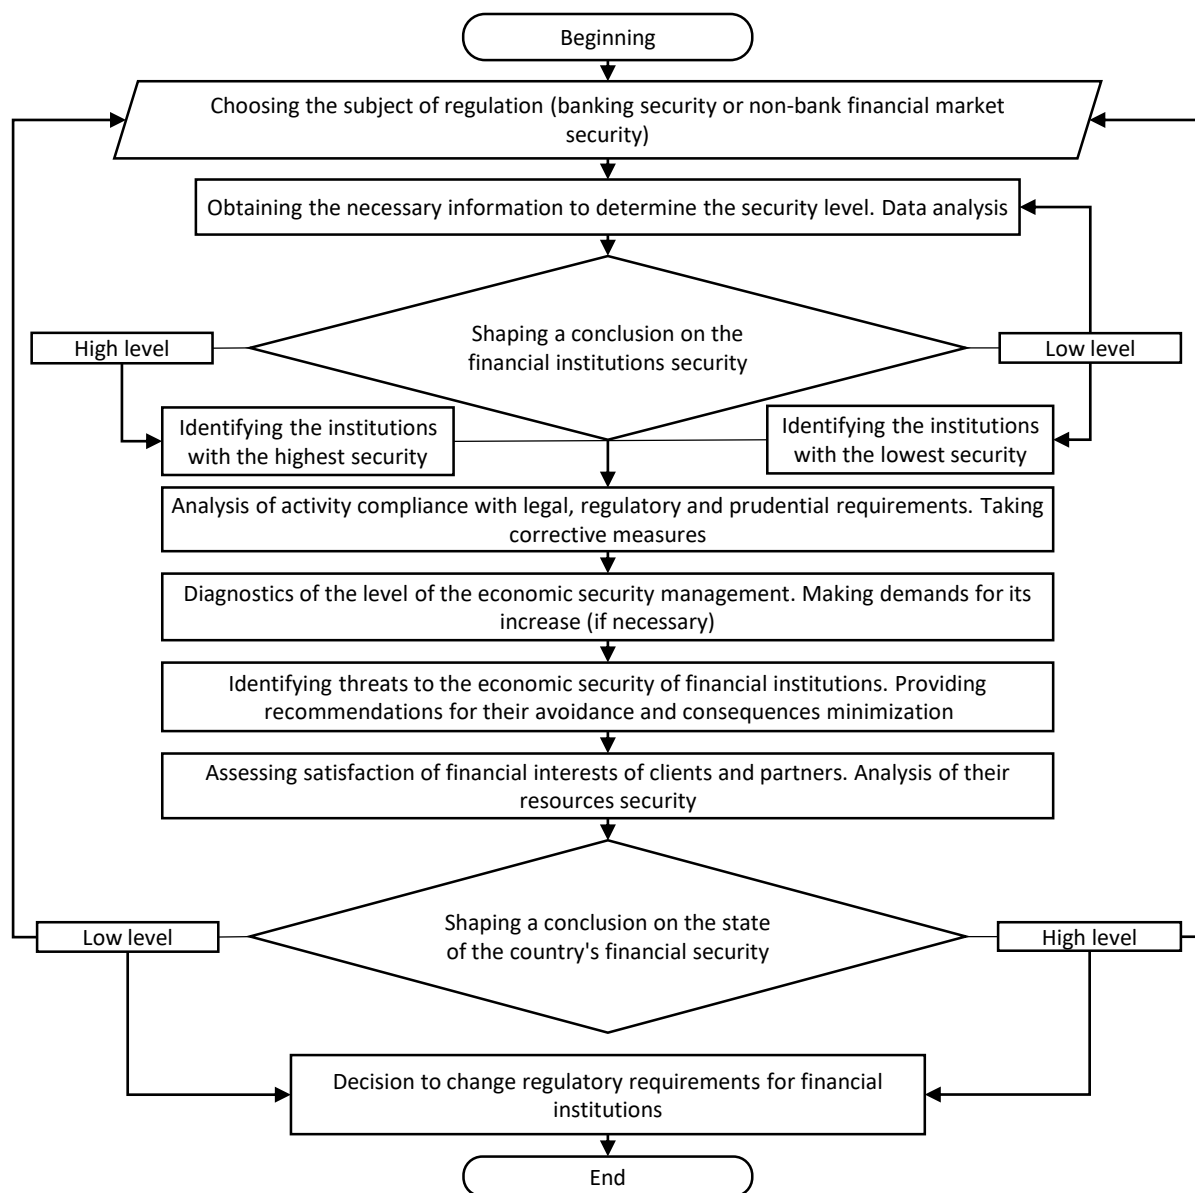 Beginning
Choosing the subject of regulation (banking security or non-bank financial market
security)
Obtaining the necessary information to determine the security level. Data analysis
Shaping a conclusion on the
financial institutions security
High level
Low level
Identifying the institutions
with the highest security
Identifying the institutions
with the lowest security
Analysis of activity compliance with legal, regulatory and prudential requirements. Taking
corrective measures
Diagnostics of the level of the economic security management. Making demands for its
increase (if necessary)
Identifying threats to the economic security of financial institutions. Providing
recommendations for their avoidance and consequences minimization
Assessing satisfaction of financial interests of clients and partners. Analysis of their
resources security
Shaping a conclusion on the state
of the country's financial security
Low level
High level
Decision to change regulatory requirements for financial
institutions
End